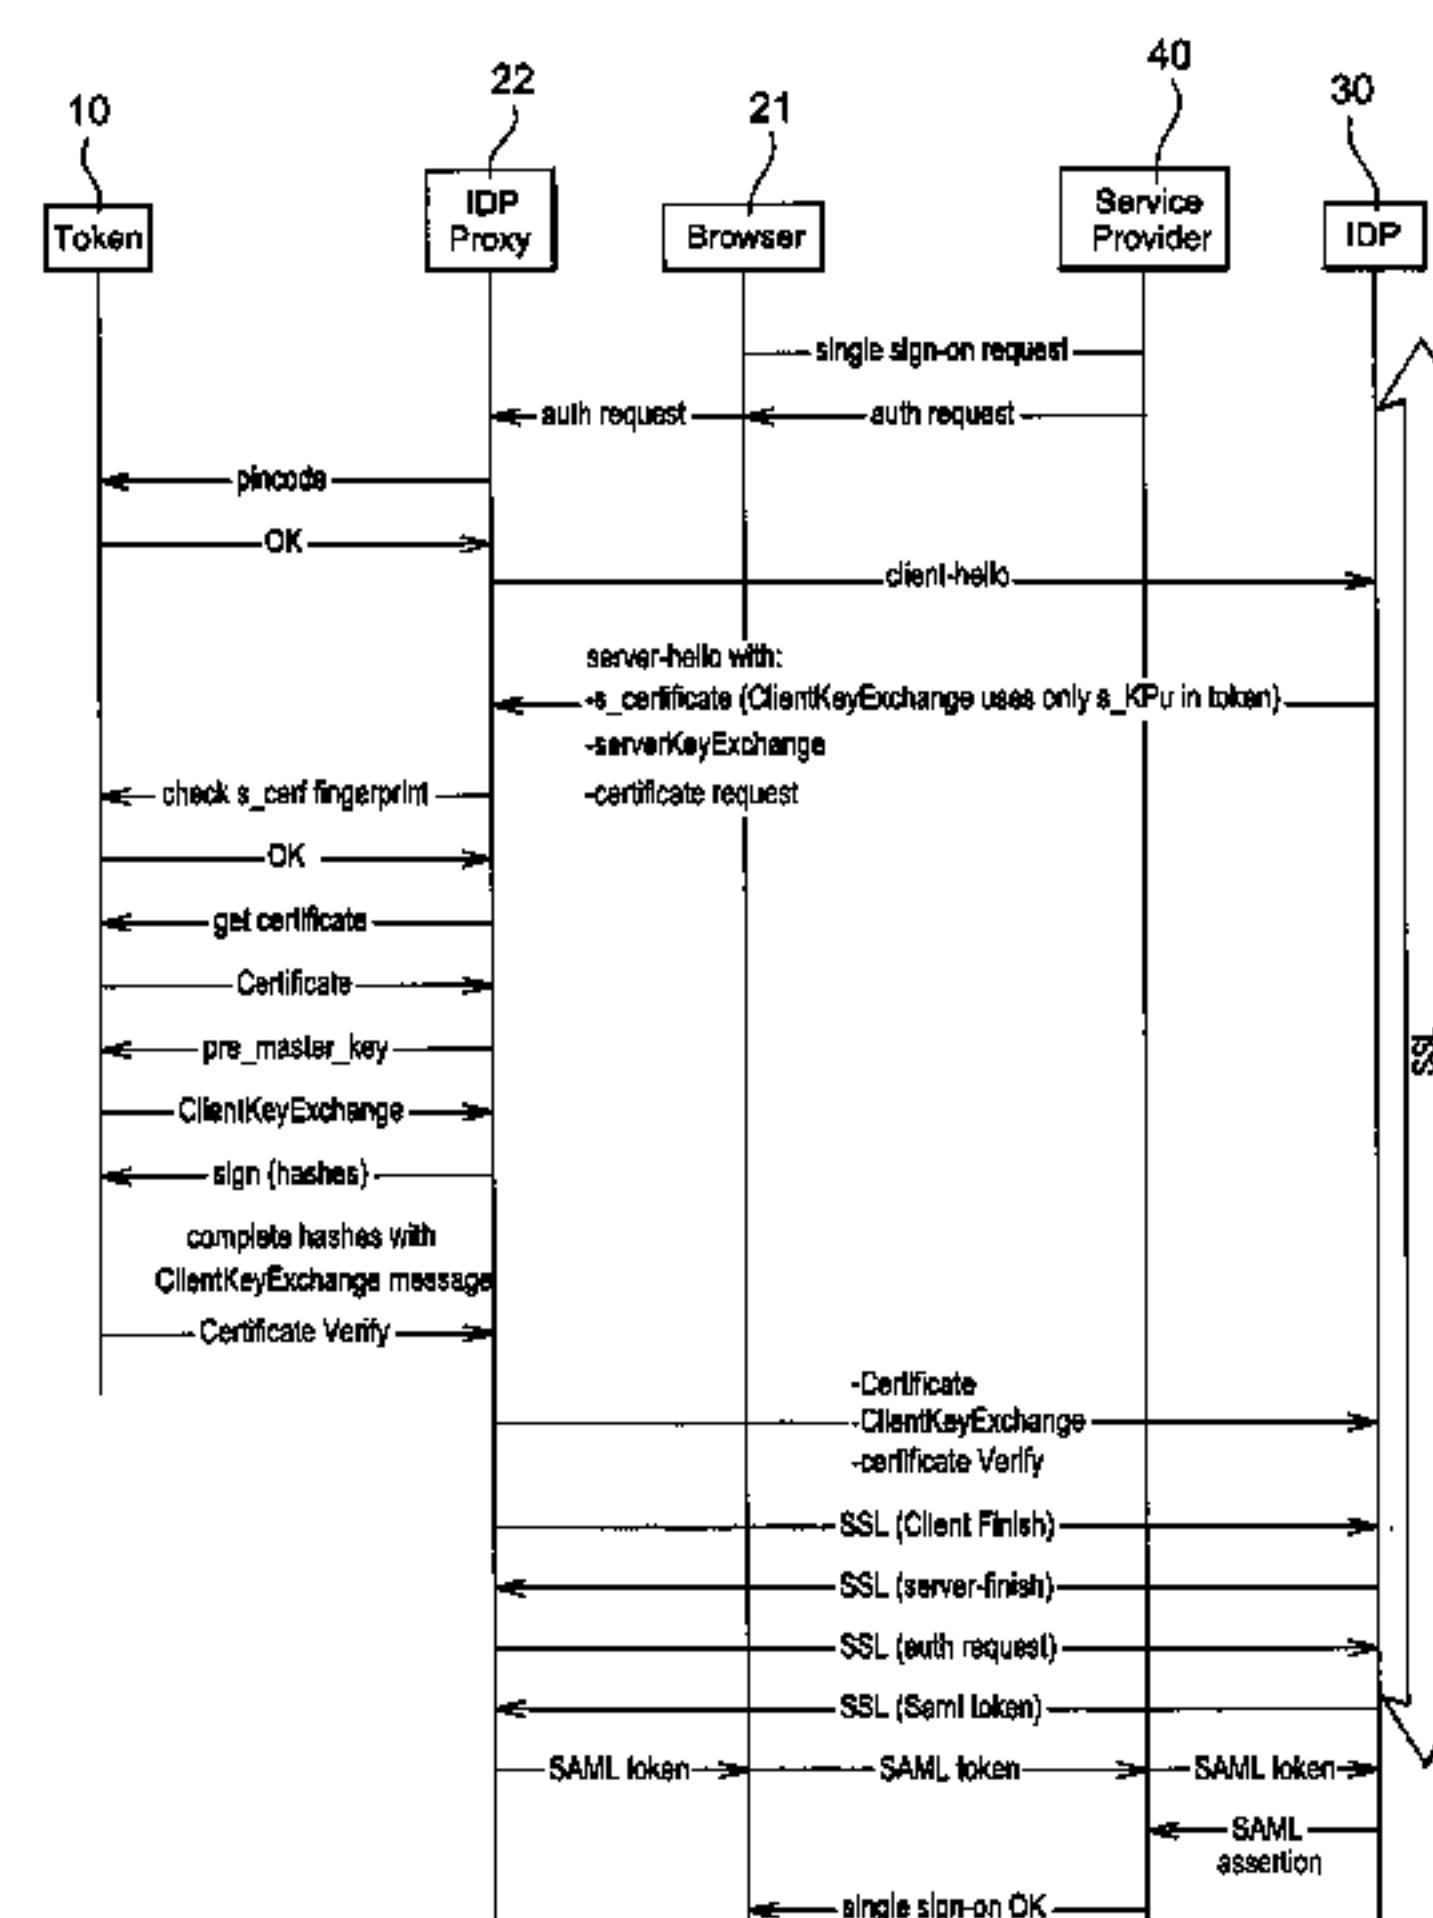 40
22
30
10
21
IDP
Proxy
Service
Provider
Token
Browser
IDP
single sign-on request
auth request
auth request
pincode
OK
client-hello
server-hello with:
-s_certificate (ClientKeyExchange uses only s_KPu in token)
-serverKeyExchange
-certificate request
check s_cerf fingerprint
OK
get certificate
Certificate
pre_master_key
ClientKeyExchange
sign (hashes)
complete hashes with
ClientKeyExchange message
Certificate Verify
-Certificate
-ClientKeyExchange
-certificate Verify
SSL (Client Finish)
SSL (server-finish)
SSL (auth request)
SSL (Saml token)
SAML token
SAML token
SAML token
SAML
assertion
single sign-on OK